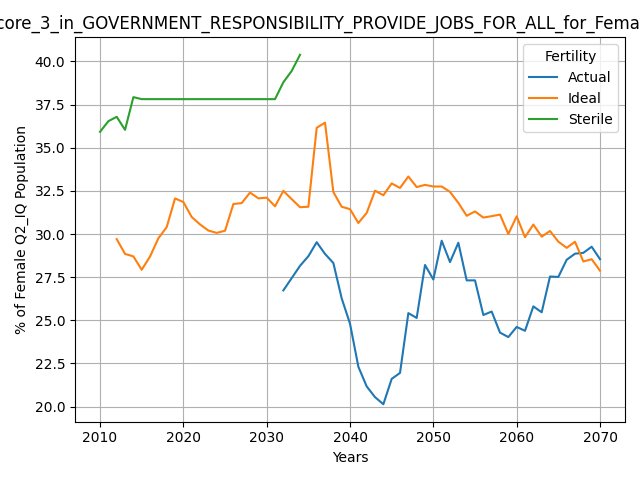 core_3_in_GOVERNMENT_RESPONSIBILITY_PROVIDE_JOBS_FOR_ALL_for_Fema
Fertility
Actual
Ideal
Sterile
% of Female Q2_IQ Population
40.0
37.5
35.0
32.5
30.0
27.5
25.0
22.5
20.0
2010 2020 2030 2040 2050 2060 2070
Years